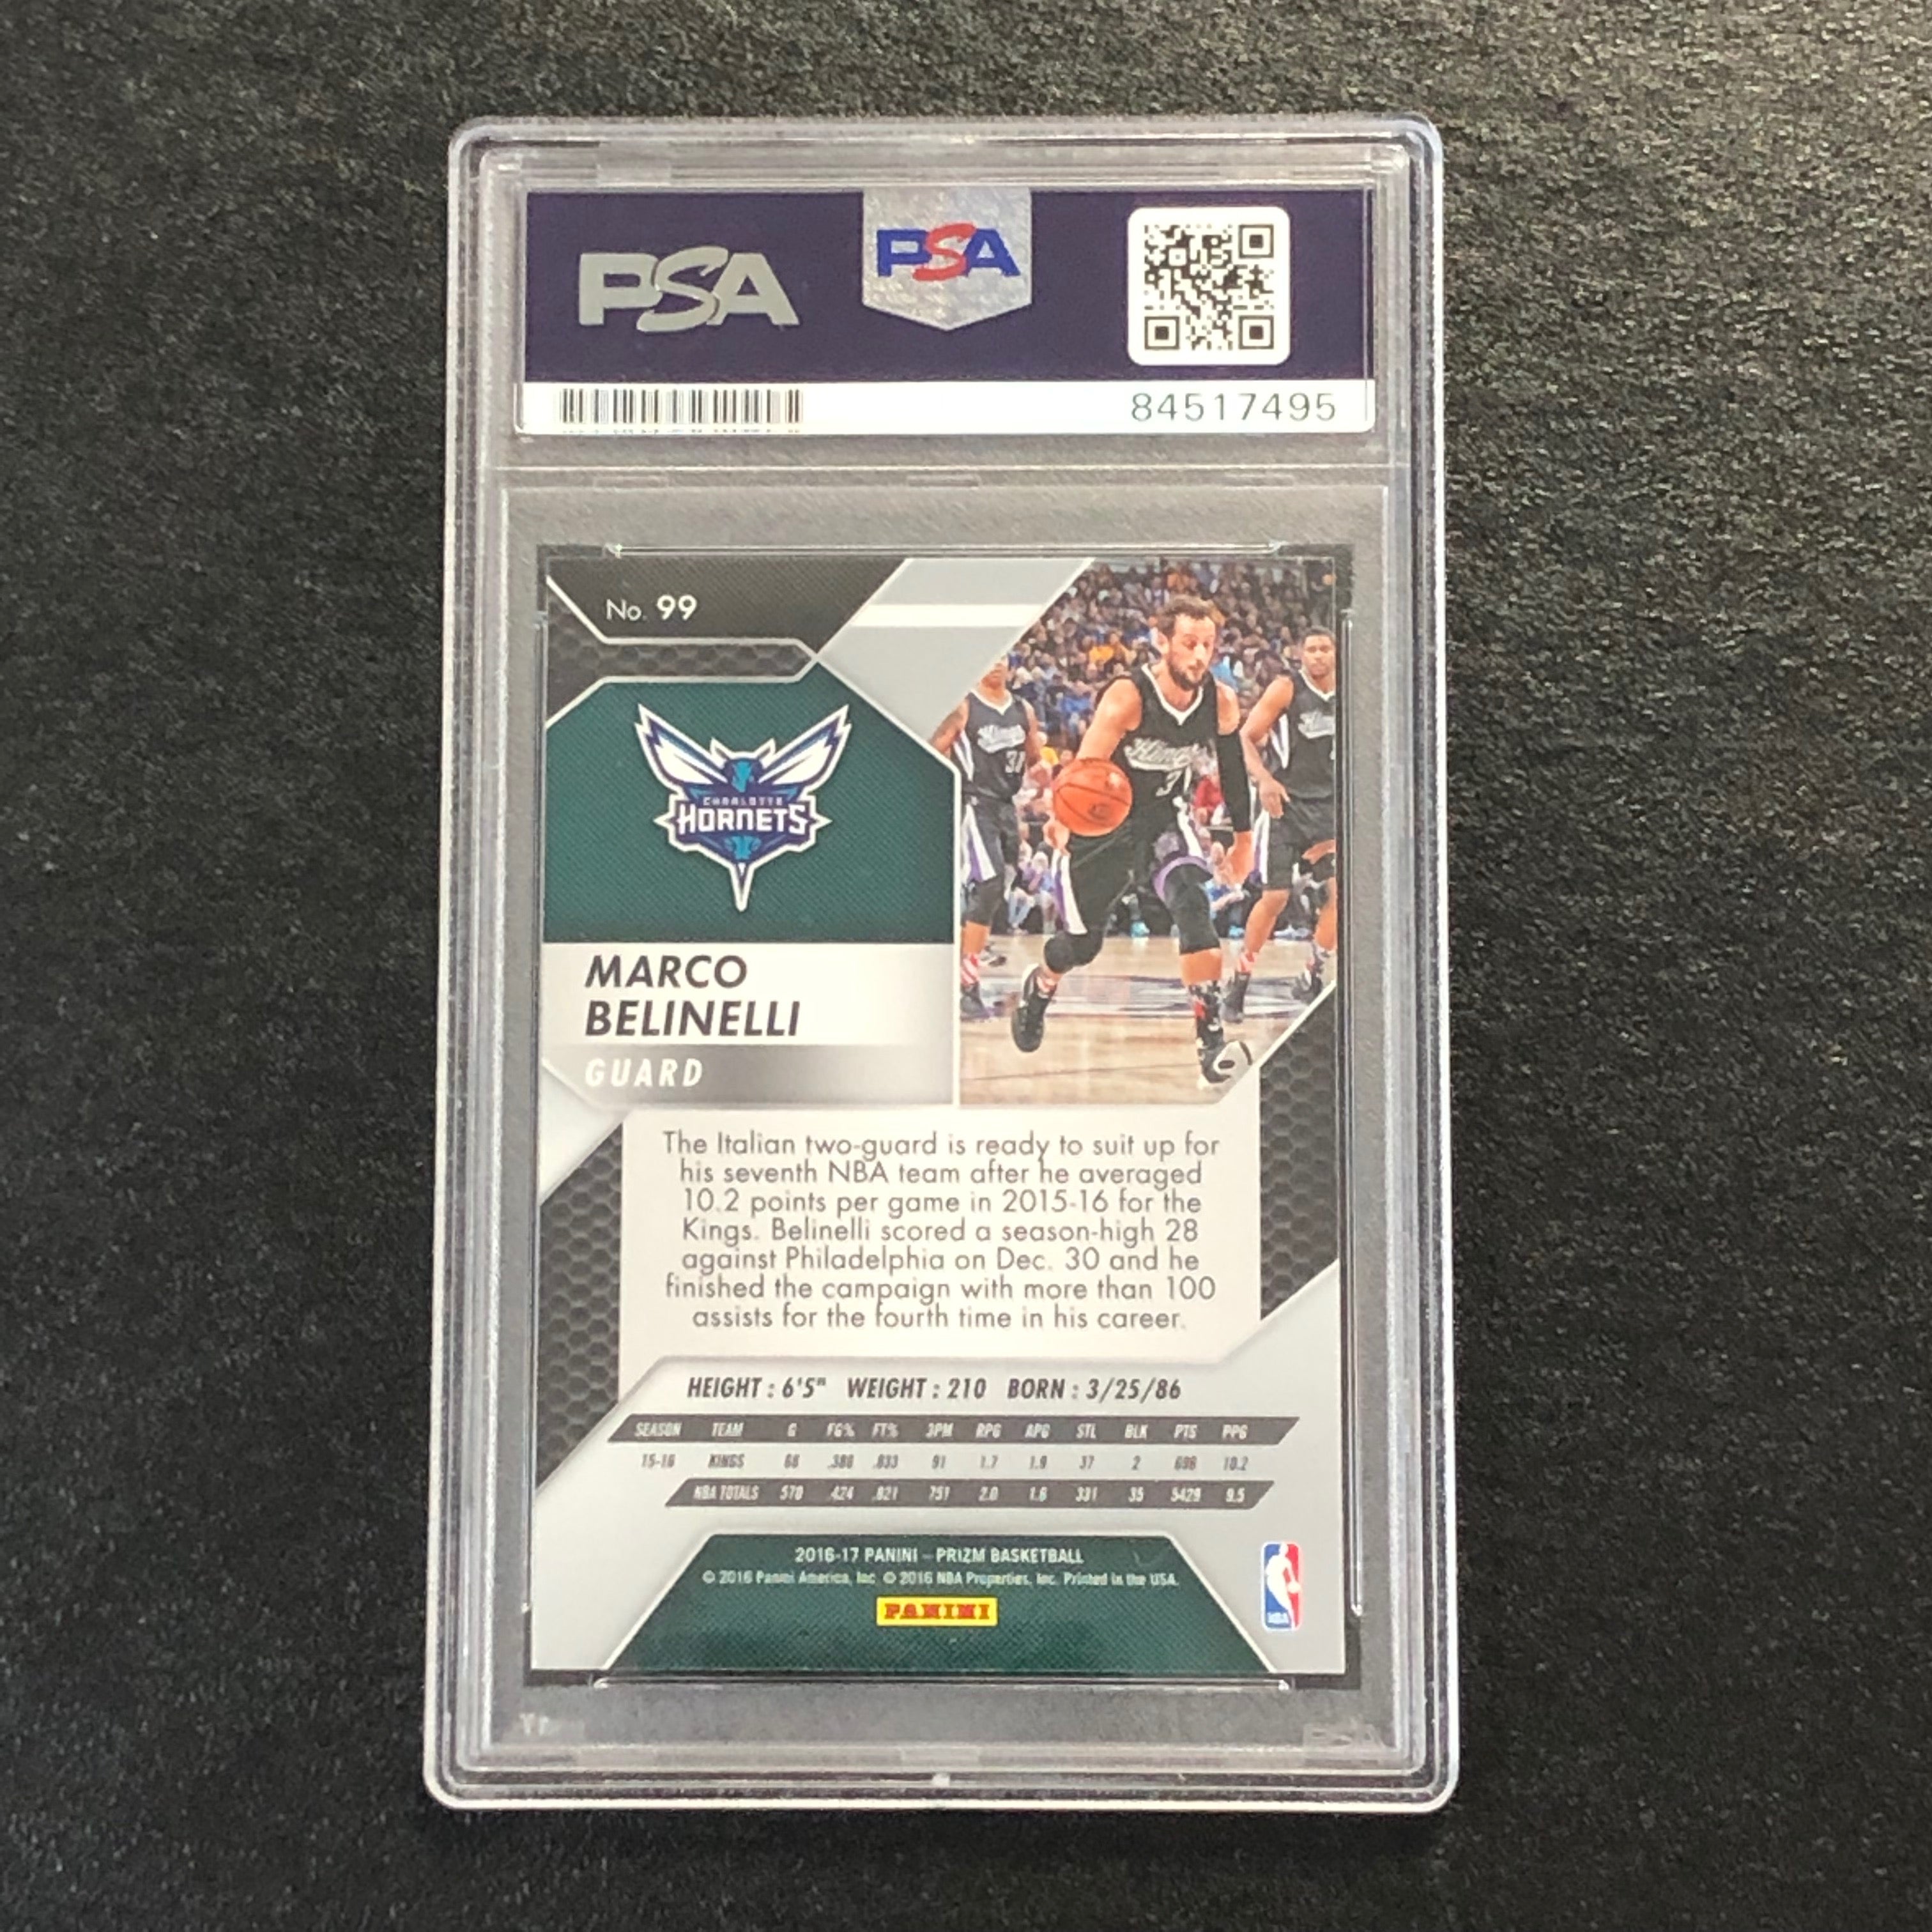 PSA
PSA
84517495
No. 99
CHARLOTTE
HORNETS
Kings
31
Kings
3
MARCO
BELINELLI
GUARD
The Italian two-guard is ready to suit up for
his seventh NBA team after he averaged
10.2 points per game in 2015-16 for the
Kings. Belinelli scored a season-high 28
against Philadelphia on Dec. 30 and he
finished the campaign with more than 100
assists for the fourth time in his career.
HEIGHT : 6'5" WEIGHT : 210 BORN : 3/25/86
SEASON TEAM G FG% FT% 3PM RPG APG STL BLK PTS PPG
15-16 KINGS 68 .833 91 1.7 1.9 37 2 10.2
NBA TOTALS 570 .424 .821 751 2.0 1.6 331 35 5429 9.5
2016-17 PANINI – PRIZM BASKETBALL
© 2016 Panini America, Inc. © 2016 NBA Properties, Inc. Printed in the USA.
PANINI
NBA
PSA